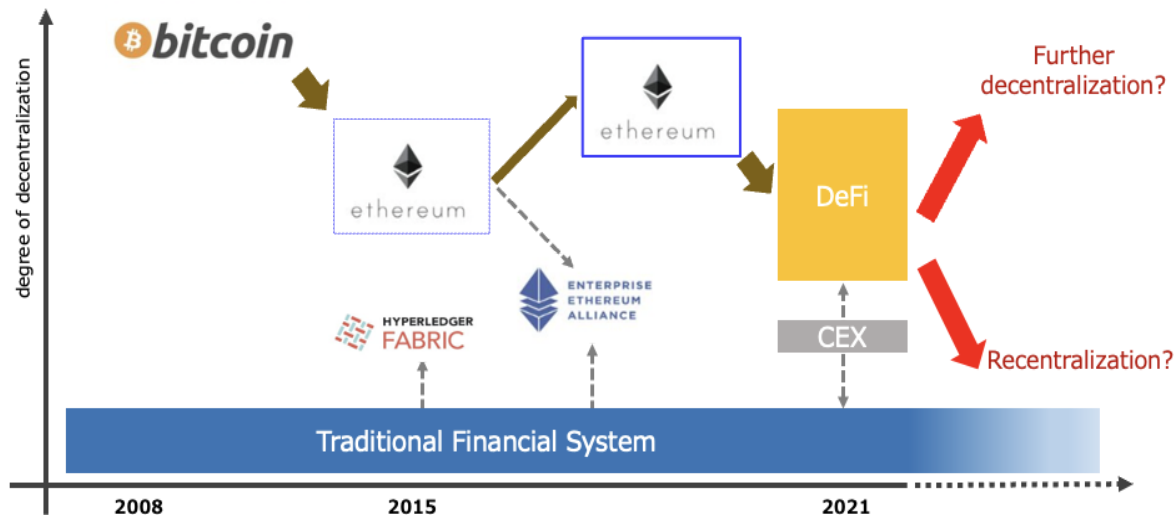 bitcoin
Further
decentralization?
ethereum
ethereum
degree of decentralization
DeFi
ENTERPRISE
ETHEREUM
ALLIANCE
HYPERLEDGER
FABRIC
CEX
Recentralization?
Traditional Financial System
2008
2015
2021